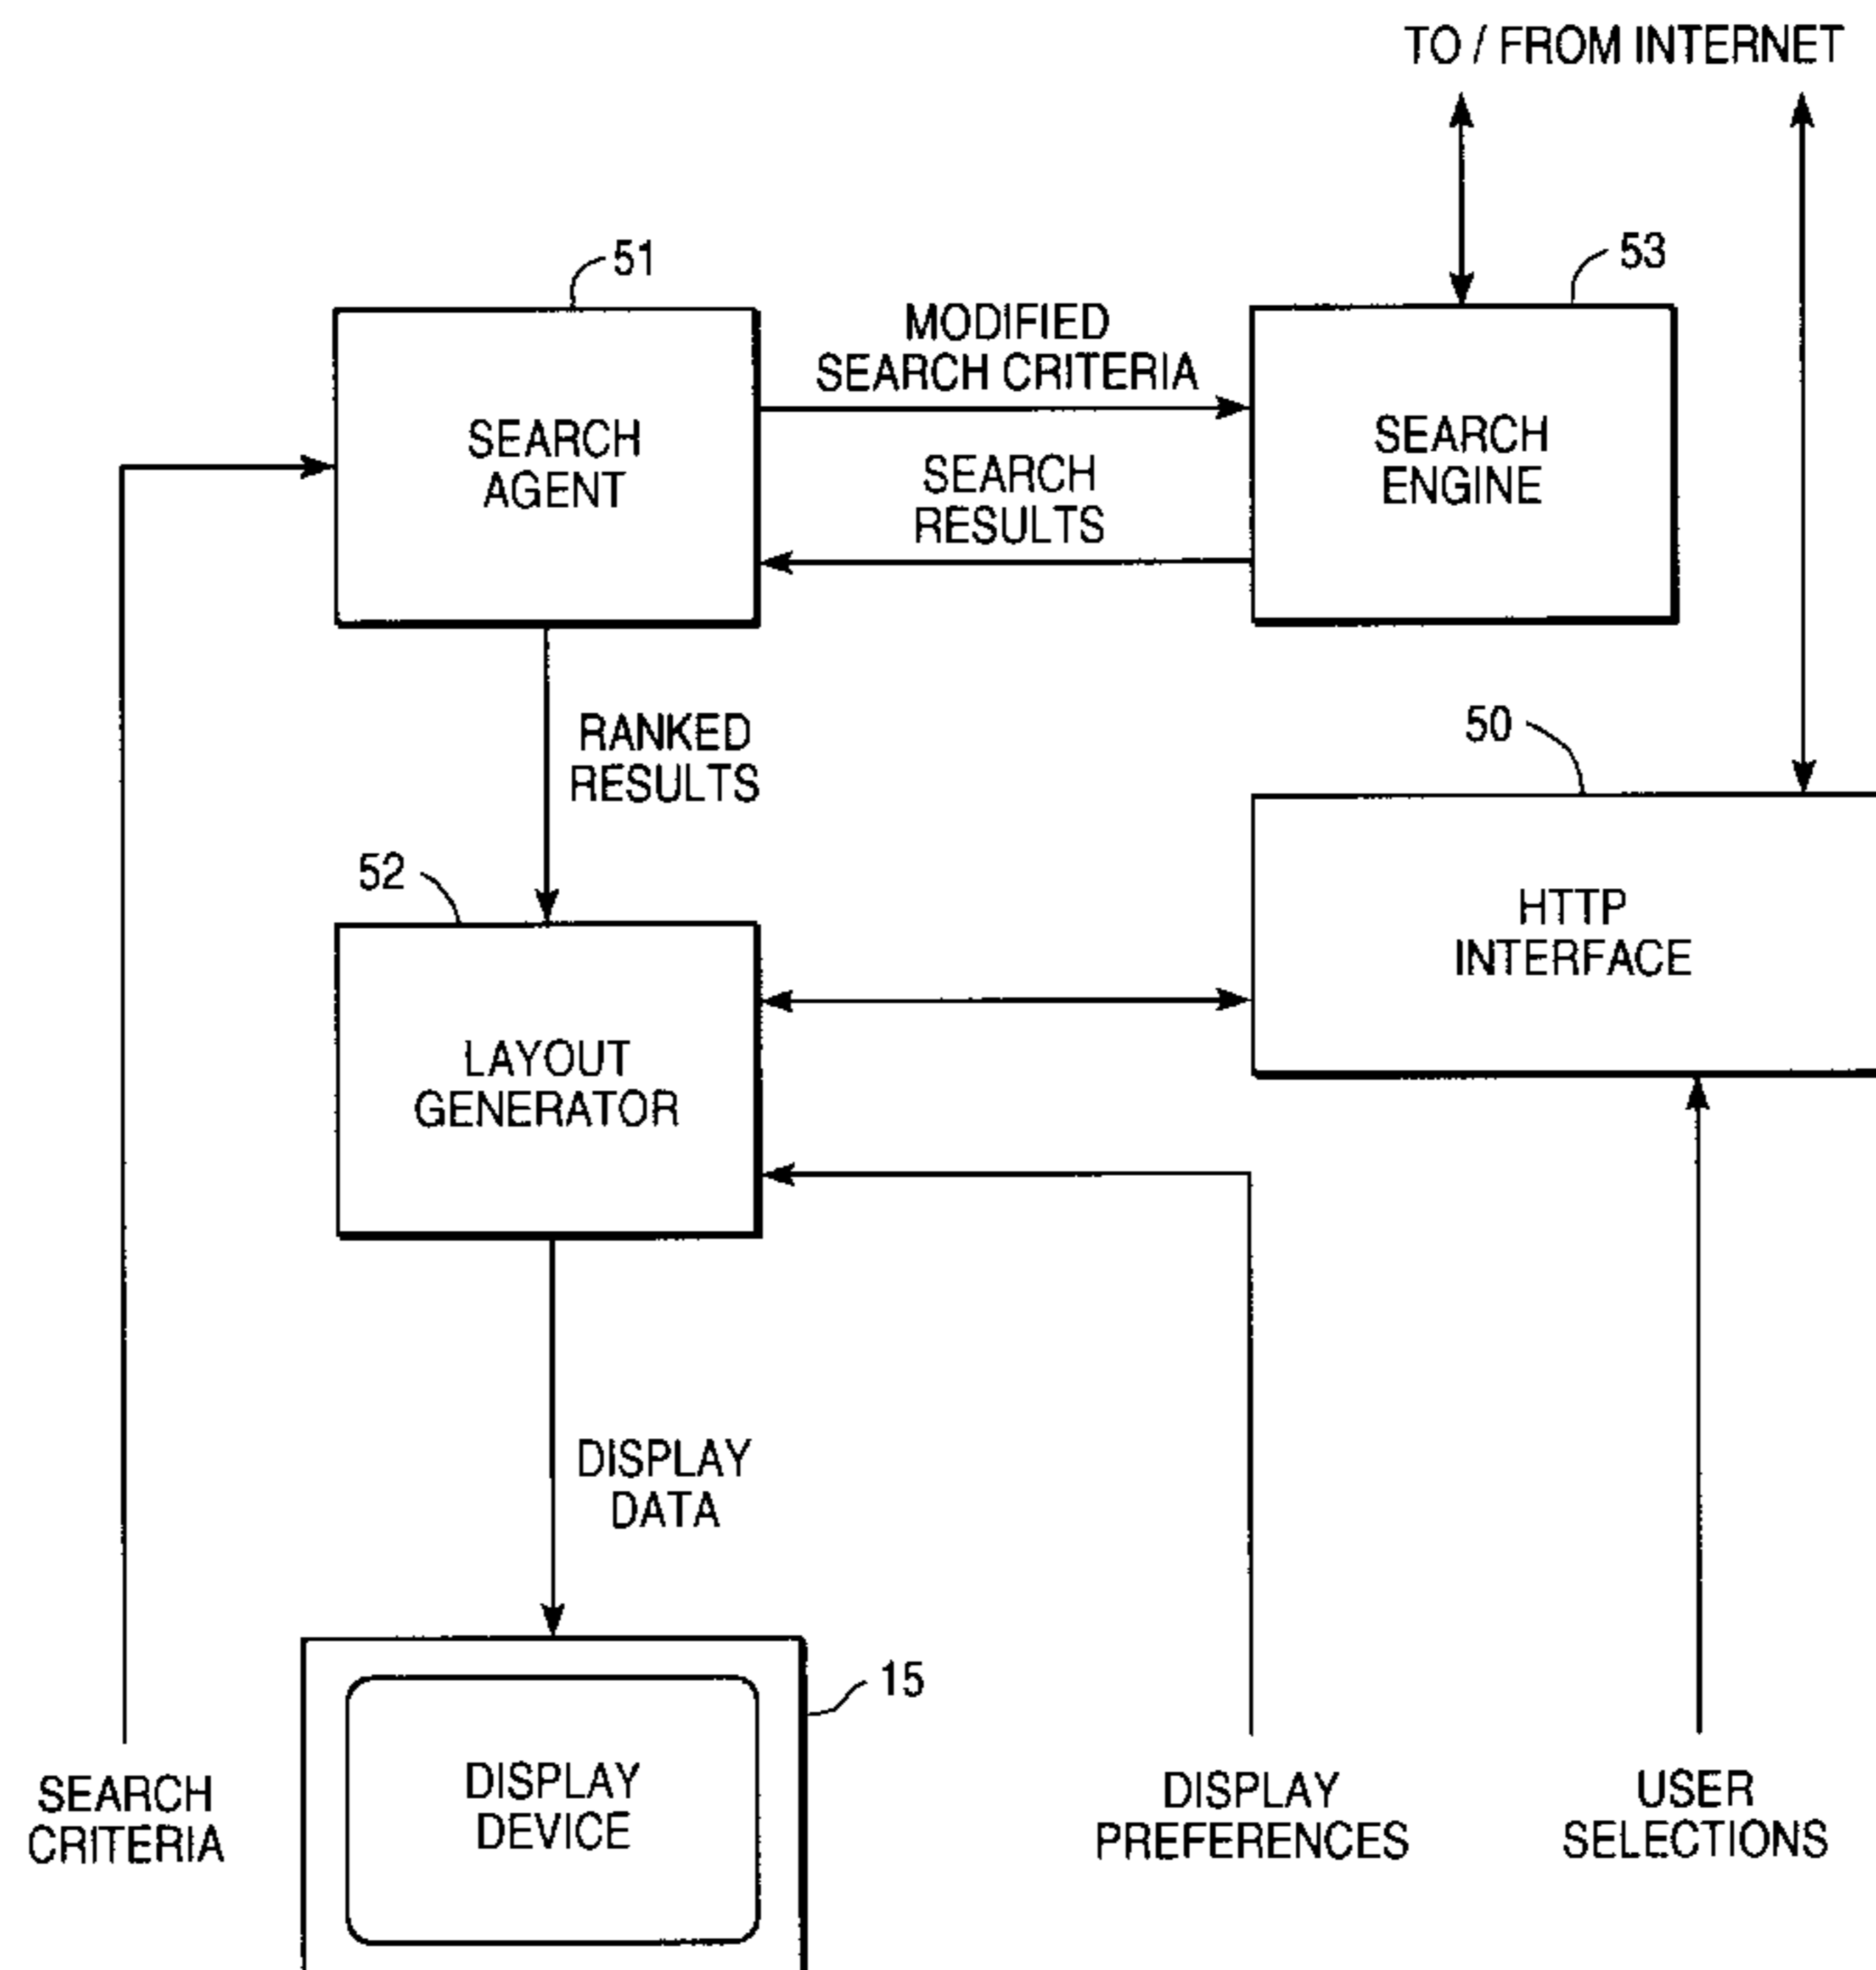 TO / FROM INTERNET
51
53
MODIFIED
SEARCH CRITERIA
SEARCH
AGENT
SEARCH
ENGINE
SEARCH
RESULTS
RANKED
RESULTS
50
52
HTTP
INTERFACE
LAYOUT
GENERATOR
DISPLAY
DATA
15
DISPLAY
DEVICE
SEARCH
CRITERIA
DISPLAY
PREFERENCES
USER
SELECTIONS